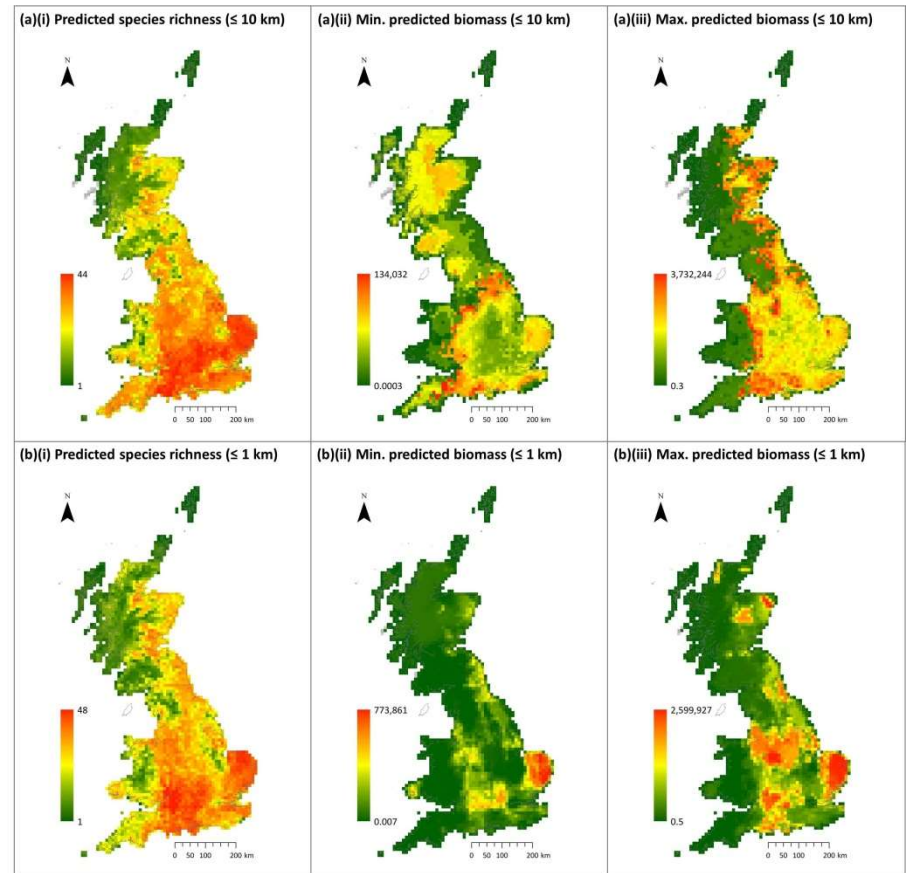 (a)(i) Predicted species richness (≤ 10 km)
N
44
1
0 50 100 200 km
(a)(ii) Min. predicted biomass (≤ 10 km)
N
134,032
0.0003
0 50 100 200 km
(a)(iii) Max. predicted biomass (≤ 10 km)
N
3,732,244
0.3
0 50 100 200 km
(b)(i) Predicted species richness (≤ 1 km)
N
48
1
0 50 100 200 km
(b)(ii) Min. predicted biomass (≤ 1 km)
N
773,861
0.007
0 50 100 200 km
(b)(iii) Max. predicted biomass (≤ 1 km)
N
2,599,927
0.5
0 50 100 200 km